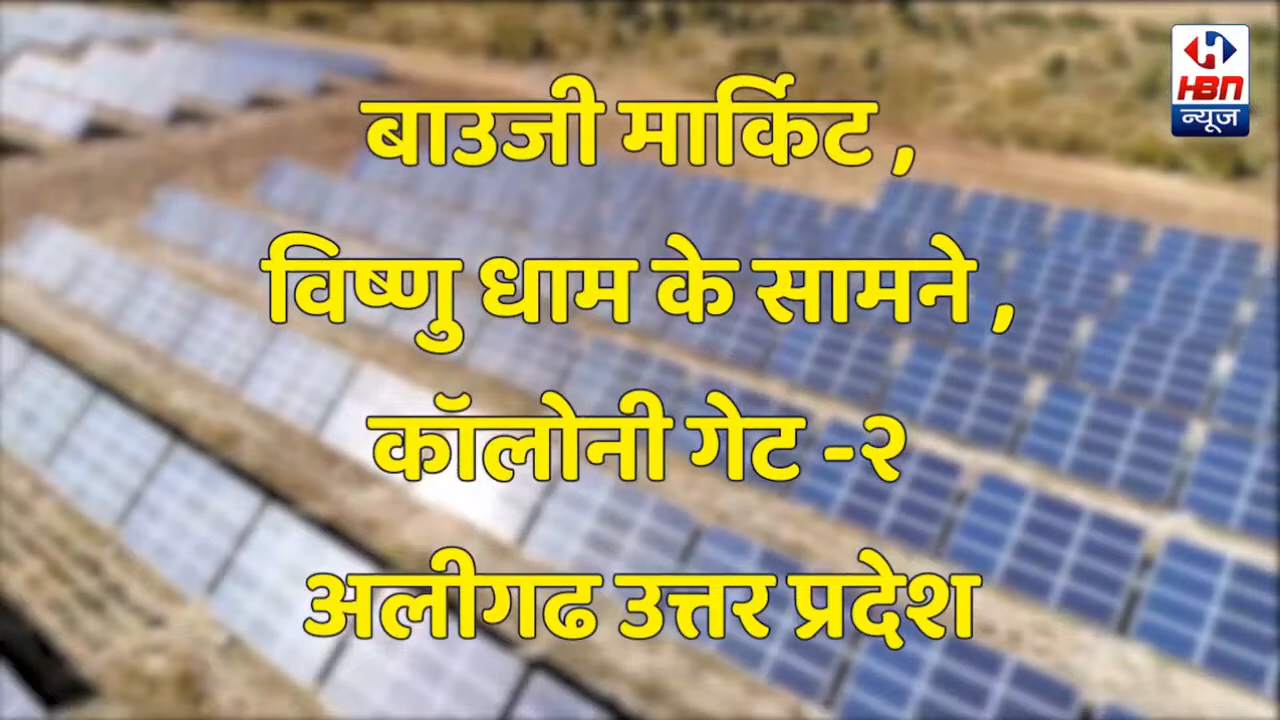 HBN
न्यूज
बाउजी मार्किट ,
विष्णु धाम के सामने ,
कॉलोनी गेट -२
अलीगढ उत्तर प्रदेश